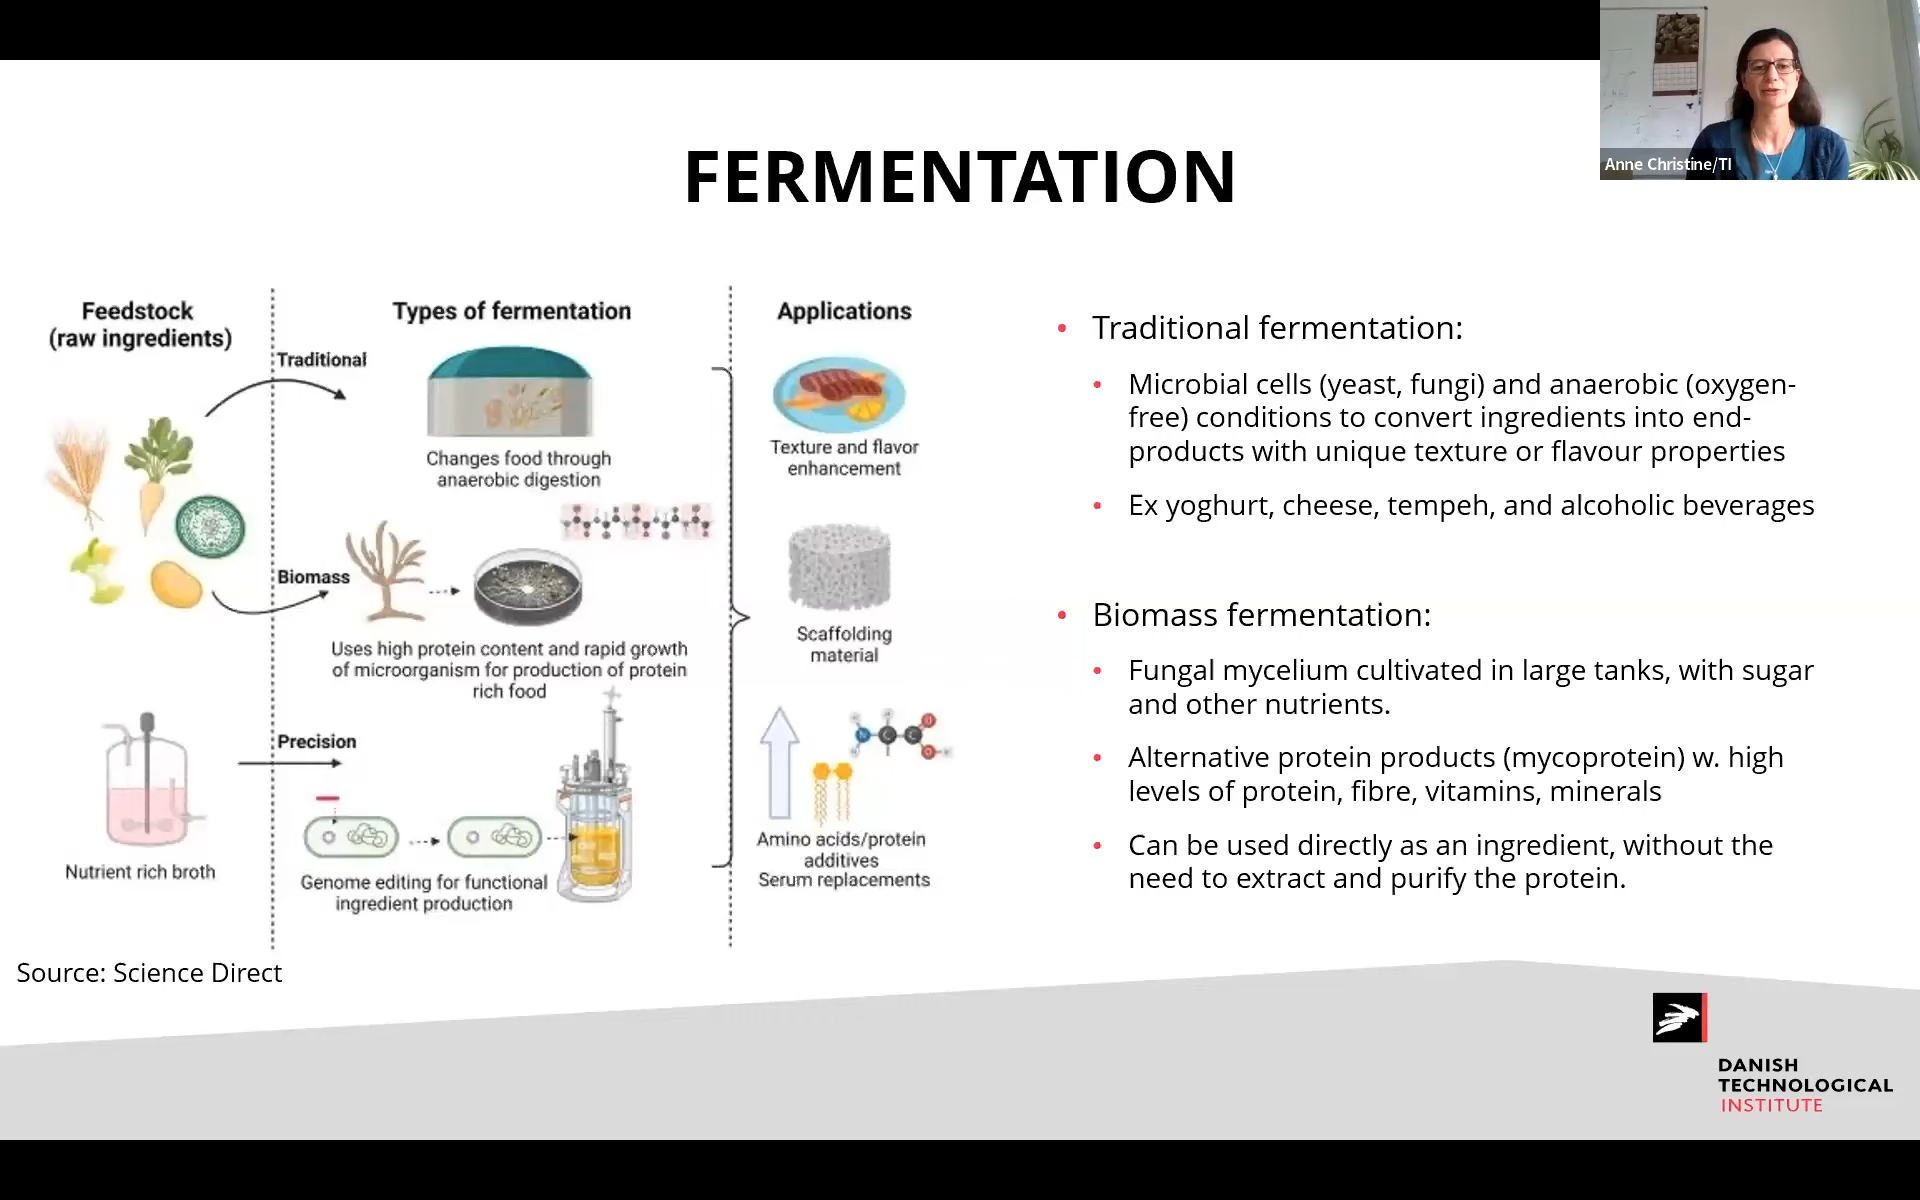 Anne Christine/TI
FERMENTATION
Feedstock
(raw ingredients)
Types of fermentation
Applications
Traditional
Changes food through
anaerobic digestion
Biomass
Uses high protein content and rapid growth
of microorganism for production of protein
rich food
Nutrient rich broth
Precision
Genome editing for functional
ingredient production
Texture and flavor
enhancement
Scaffolding
material
N
C
C
O
O
H
H
H
H
Amino acids/protein
additives
Serum replacements
Source: Science Direct
• Traditional fermentation:
• Microbial cells (yeast, fungi) and anaerobic (oxygen-
free) conditions to convert ingredients into end-
products with unique texture or flavour properties
• Ex yoghurt, cheese, tempeh, and alcoholic beverages
• Biomass fermentation:
• Fungal mycelium cultivated in large tanks, with sugar
and other nutrients.
• Alternative protein products (mycoprotein) w. high
levels of protein, fibre, vitamins, minerals
• Can be used directly as an ingredient, without the
need to extract and purify the protein.
DANISH
TECHNOLOGICAL
INSTITUTE